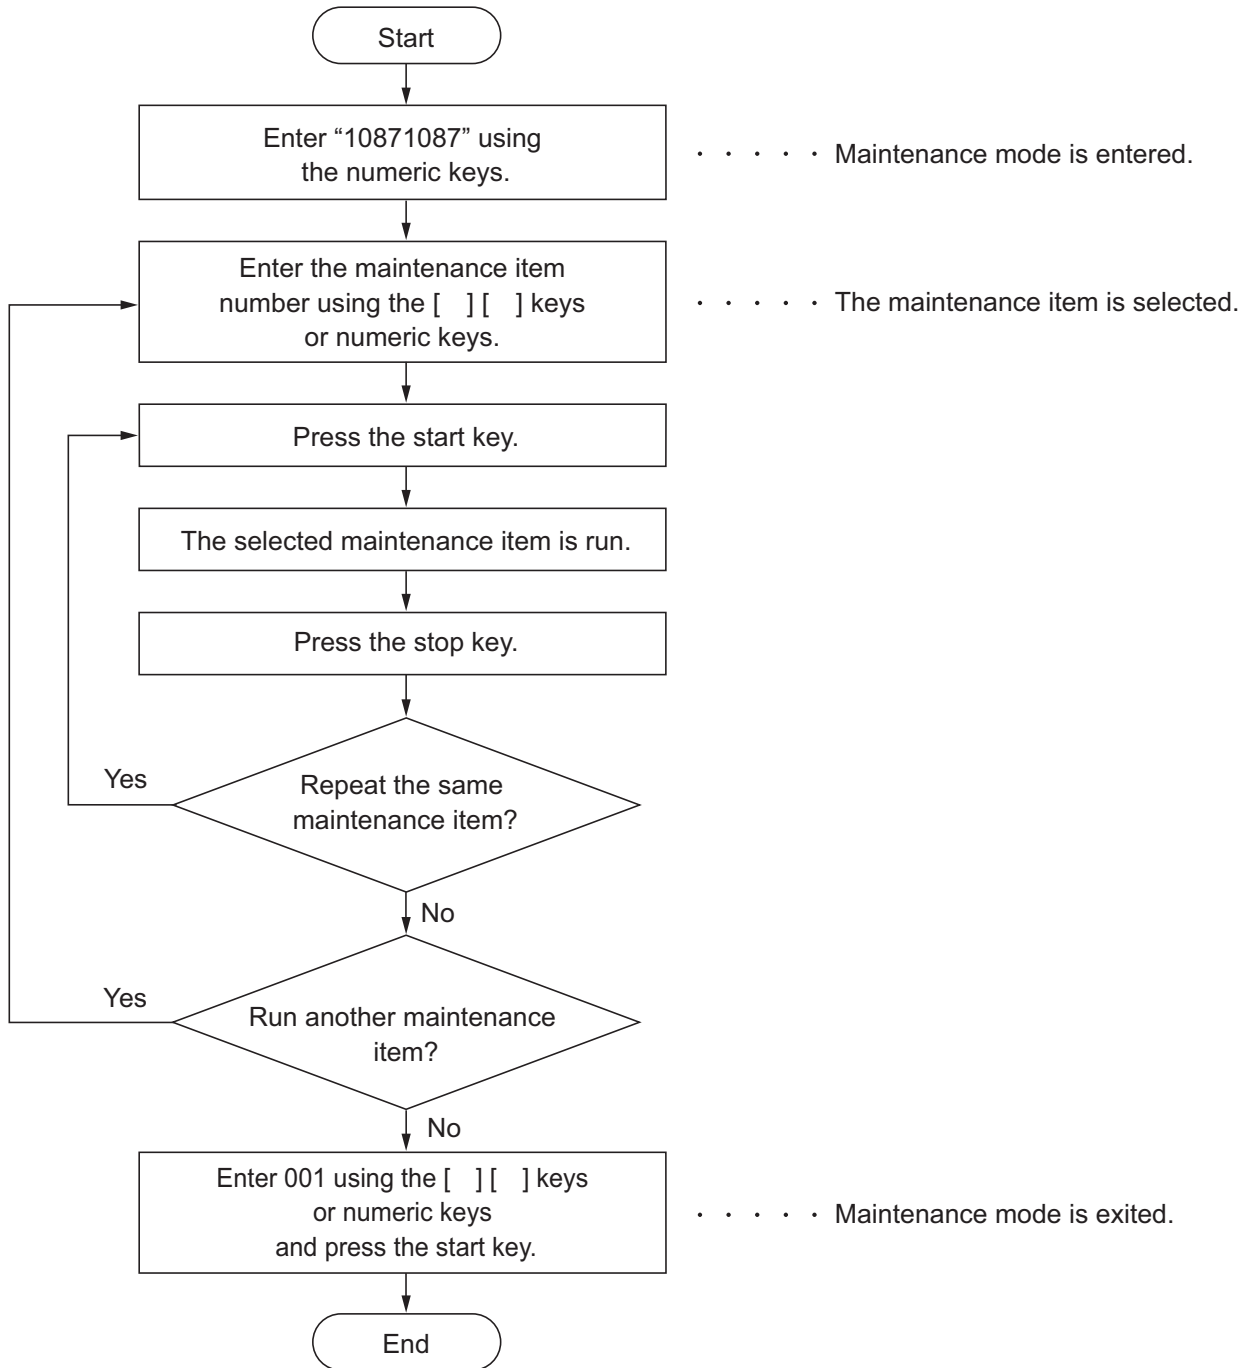 Start
Enter “10871087” using
the numeric keys.
· · · · · Maintenance mode is entered.
Enter the maintenance item
number using the [   ] [   ] keys
or numeric keys.
· · · · · The maintenance item is selected.
Press the start key.
The selected maintenance item is run.
Press the stop key.
Yes
Repeat the same
maintenance item?
No
Yes
Run another maintenance
item?
No
Enter 001 using the [   ] [   ] keys
or numeric keys
and press the start key.
· · · · · Maintenance mode is exited.
End